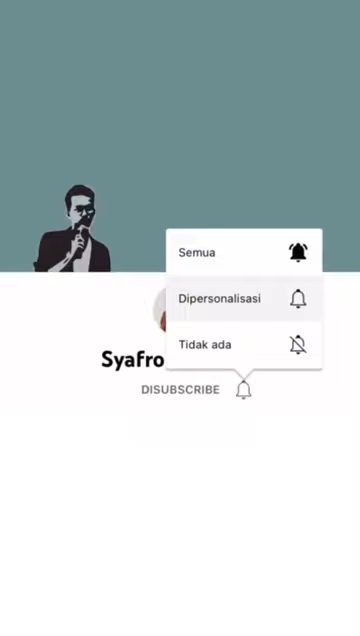 Semua
Dipersonalisasi
Tidak ada
Syafro
DISUBSCRIBE